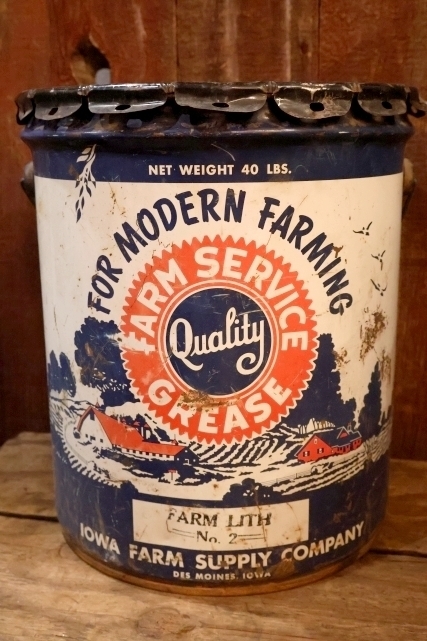 NET WEIGHT 40 LBS.
FOR MODERN FARMING
FARM SERVICE
Quality
GREASE
FARM LITH
No. 2
IOWA FARM SUPPLY COMPANY
DES MOINES, IOWA